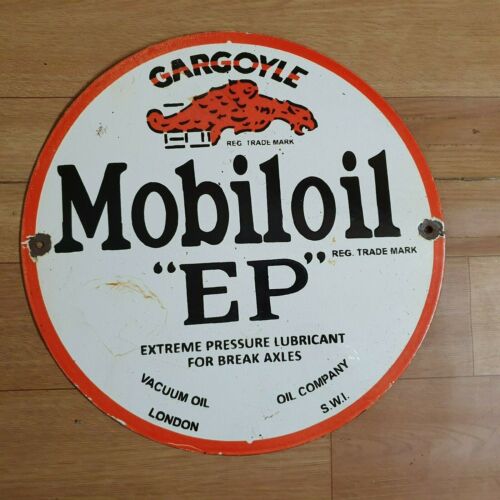 GARGOYLE
REG. TRADE MARK
Mobiloil
REG. TRADE MARK
"EP"
EXTREME PRESSURE LUBRICANT
FOR BREAK AXLES
VACUUM OIL OIL COMPANY
LONDON S.W.I.